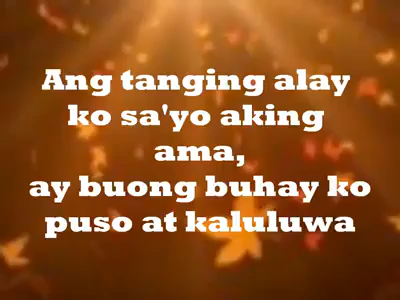 Ang tanging alay
ko sa'yo aking
ama,
ay buong buhay ko
puso at kaluluwa